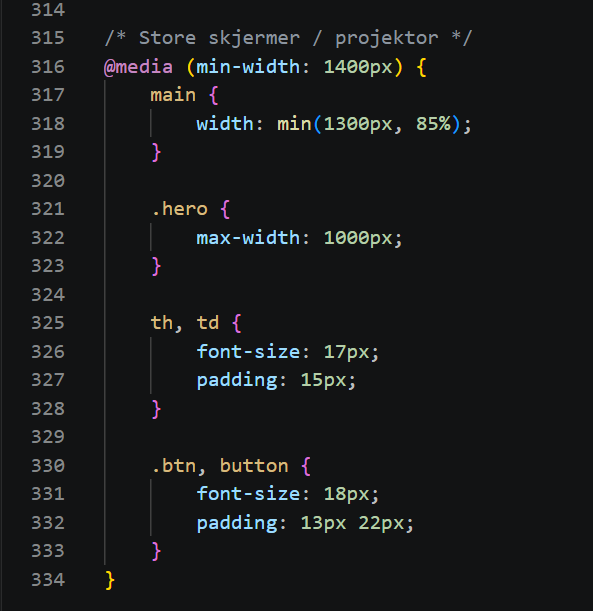 314
315 /* Store skjermer / projektor */
316 @media (min-width: 1400px) {
317     main {
318         width: min(1300px, 85%);
319     }
320
321     .hero {
322         max-width: 1000px;
323     }
324
325     th, td {
326         font-size: 17px;
327         padding: 15px;
328     }
329
330     .btn, button {
331         font-size: 18px;
332         padding: 13px 22px;
333     }
334 }